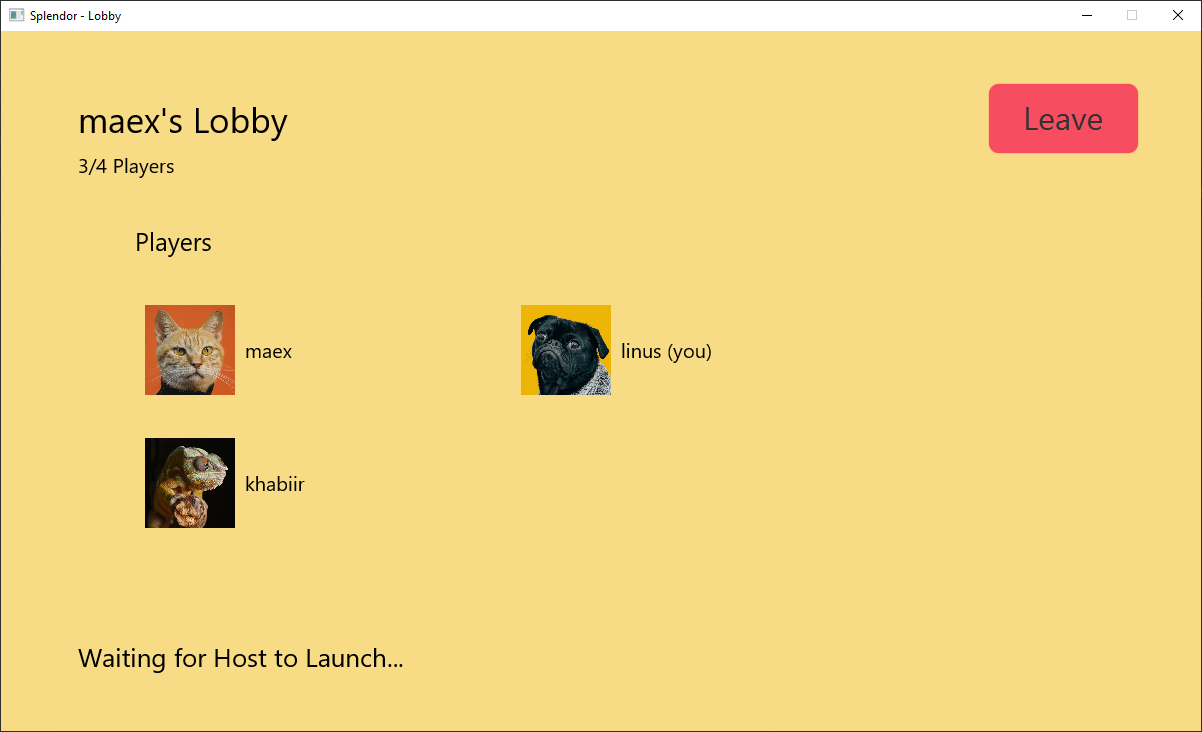 Splendor - Lobby
maex's Lobby
Leave
3/4 Players
Players
maex
linus (you)
khabiir
Waiting for Host to Launch...